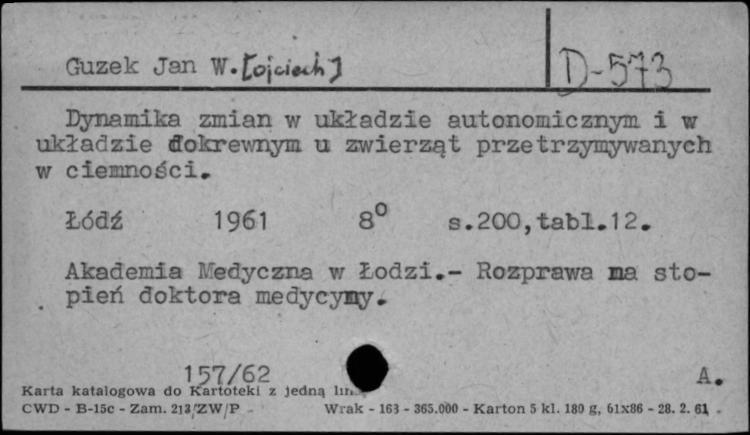 Guzek Jan W.[ojciech]
D-573
Dynamika zmian w układzie autonomicznym i w
układzie dokrewnym u zwierząt przetrzymywanych
w ciemności.
Łódź 1961 8° s.200,tabl.12.
Akademia Medyczna w Łodzi.- Rozprawa na sto-
pień doktora medycyny.
157/62 A.
Karta katalogowa do Kartoteki z jedną
CWD - B-15c - Zam. 213/ZW/P - Wrak - 163 - 365.000 - Karton 5 kl. 180 g, 61x86 - 28. 2. 61